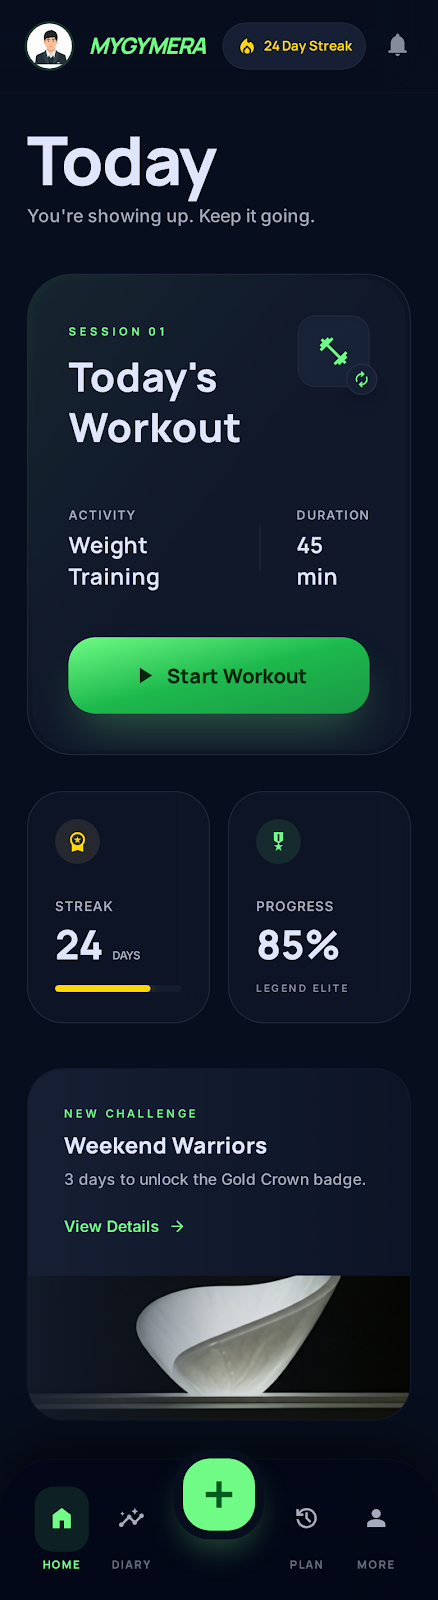 MYGYMERA
24 Day Streak
Today
You're showing up. Keep it going.
SESSION 01
Today's
Workout
ACTIVITY
Weight
Training
DURATION
45
min
Start Workout
STREAK
24 DAYS
PROGRESS
85%
LEGEND ELITE
NEW CHALLENGE
Weekend Warriors
3 days to unlock the Gold Crown badge.
View Details
HOME
DIARY
PLAN
MORE